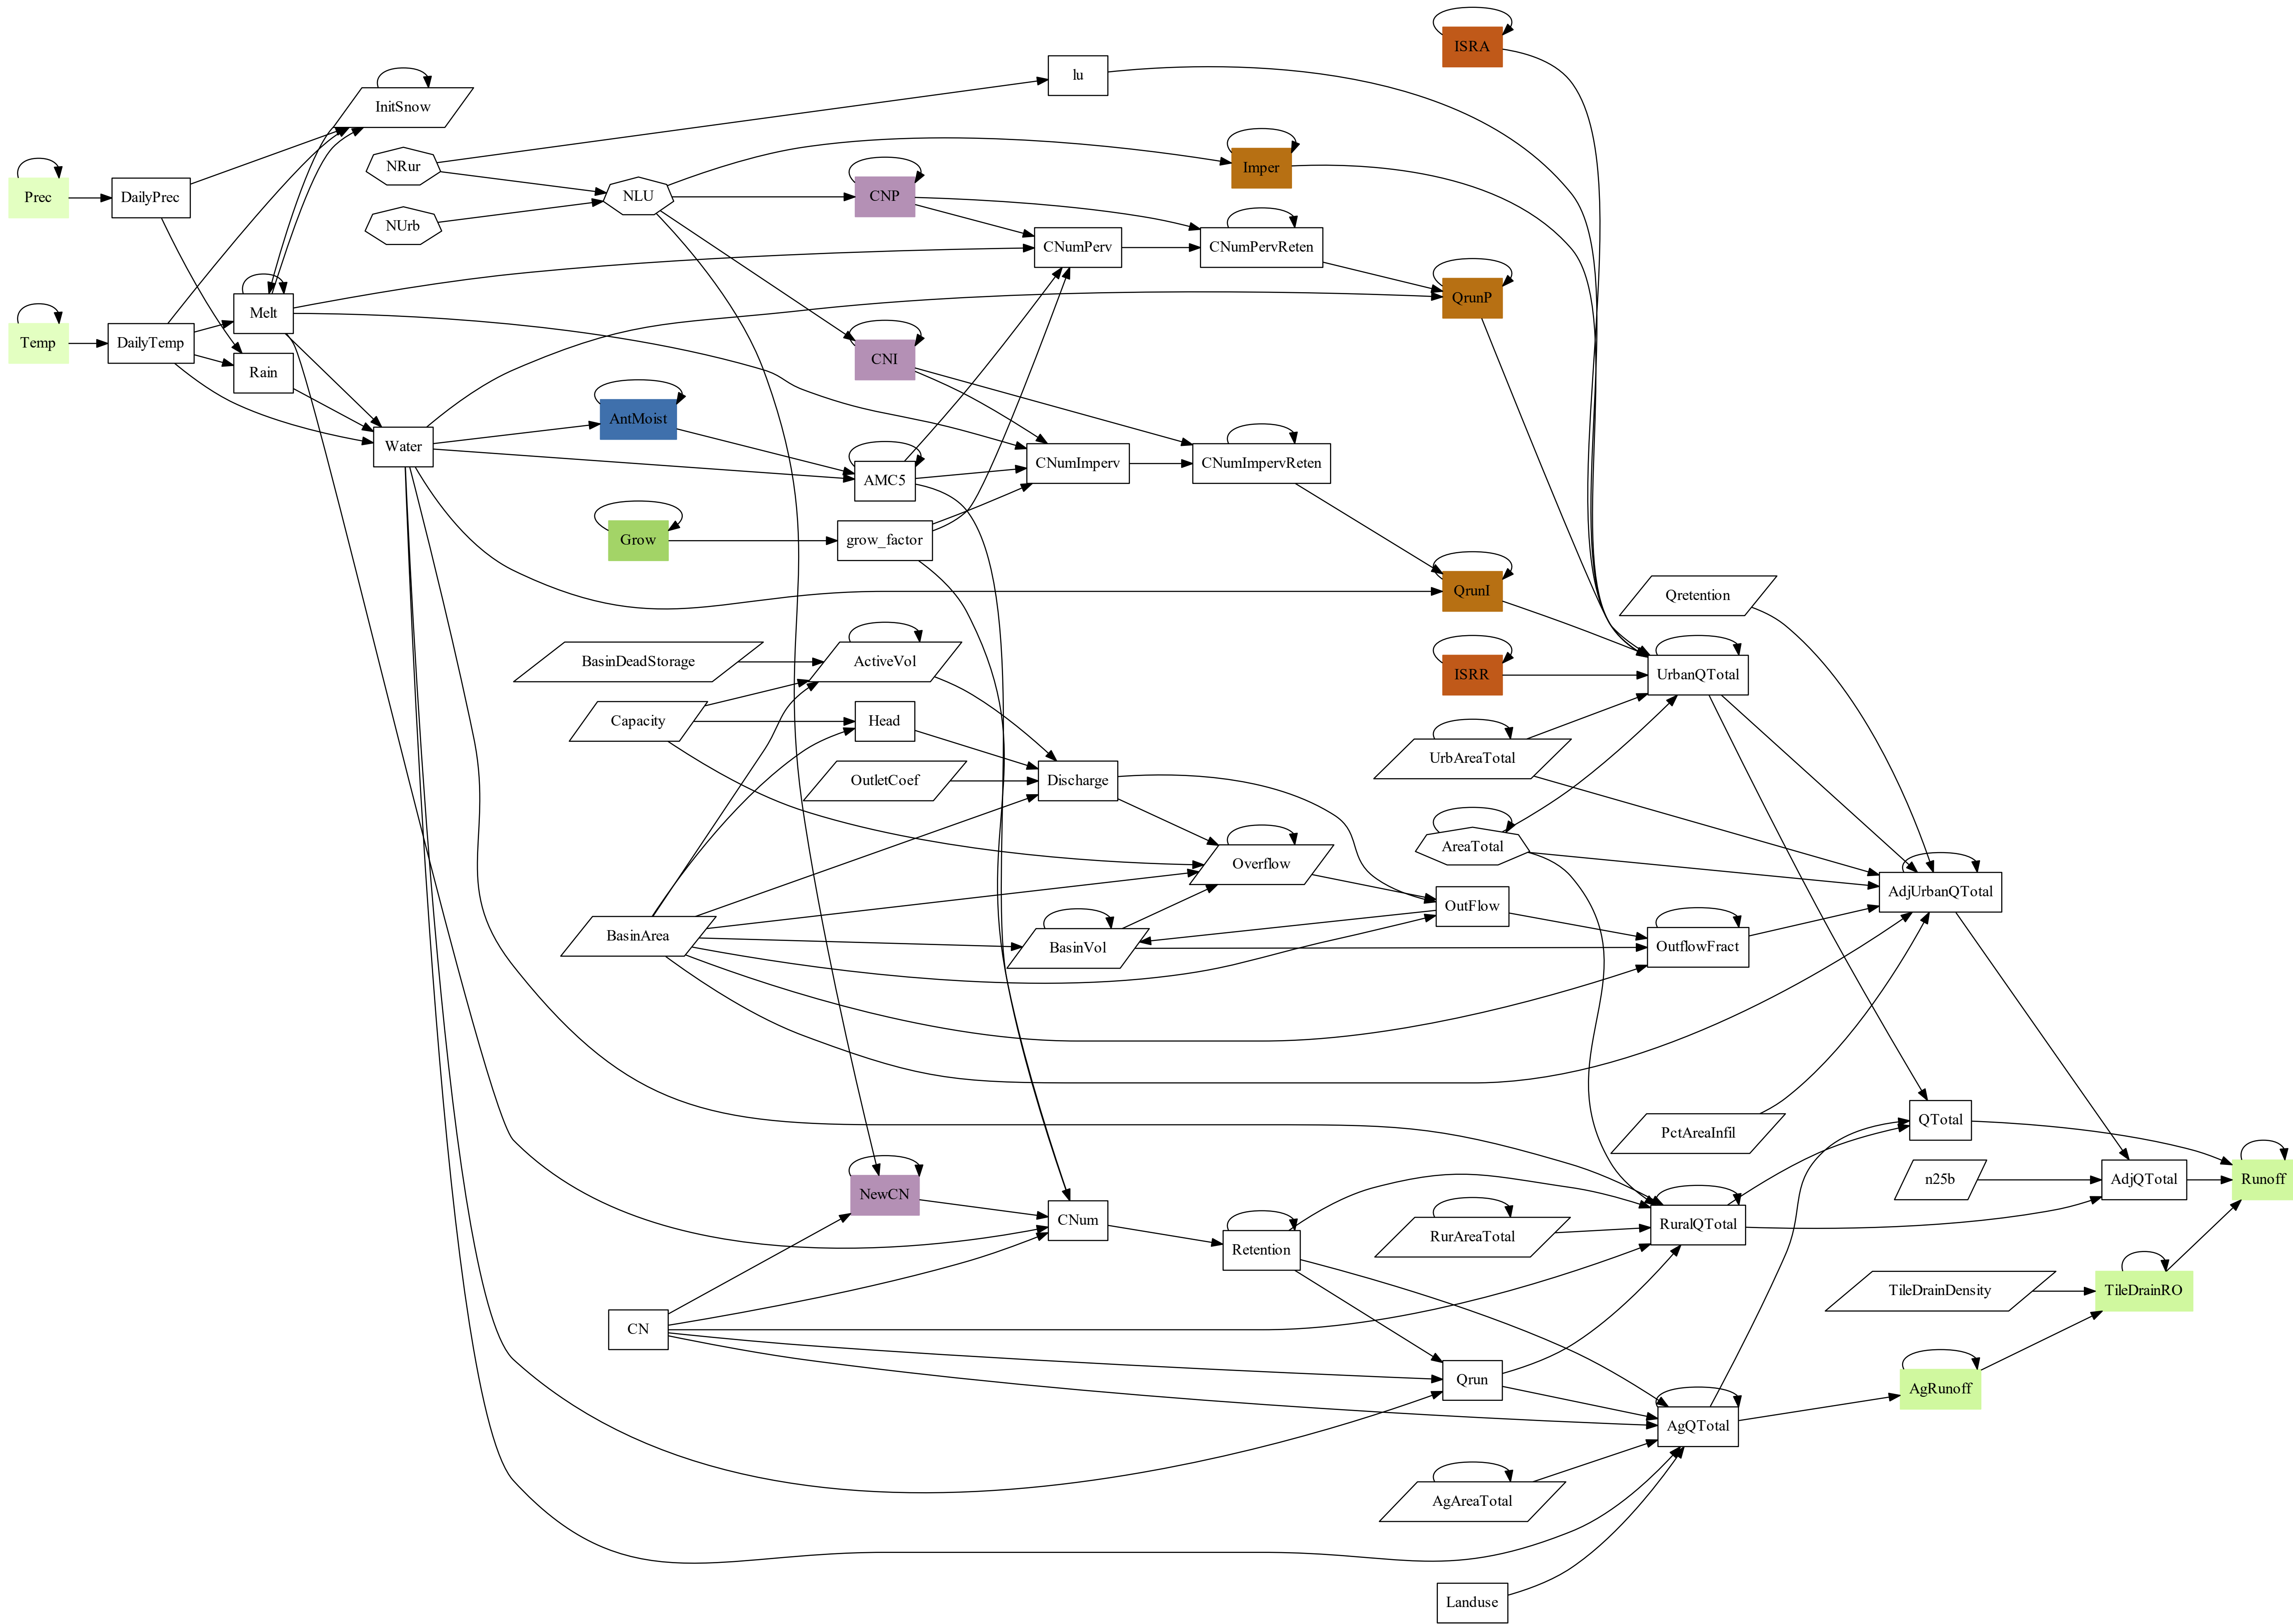 ISRA
lu
InitSnow
NRur
Imper
Prec
DailyPrec
NLU
CNP
NUrb
CNumPerv
CNumPervReten
QrunP
Melt
Temp
DailyTemp
CNI
Rain
AntMoist
Water
CNumImperv
CNumImpervReten
AMC5
Grow
grow_factor
QrunI
Qretention
BasinDeadStorage
ActiveVol
ISRR
UrbanQTotal
Capacity
Head
UrbAreaTotal
OutletCoef
Discharge
AreaTotal
Overflow
AdjUrbanQTotal
OutFlow
BasinArea
BasinVol
OutflowFract
QTotal
PctAreaInfil
n25b
AdjQTotal
Runoff
NewCN
CNum
RuralQTotal
RurAreaTotal
Retention
TileDrainDensity
TileDrainRO
CN
Qrun
AgRunoff
AgQTotal
AgAreaTotal
Landuse